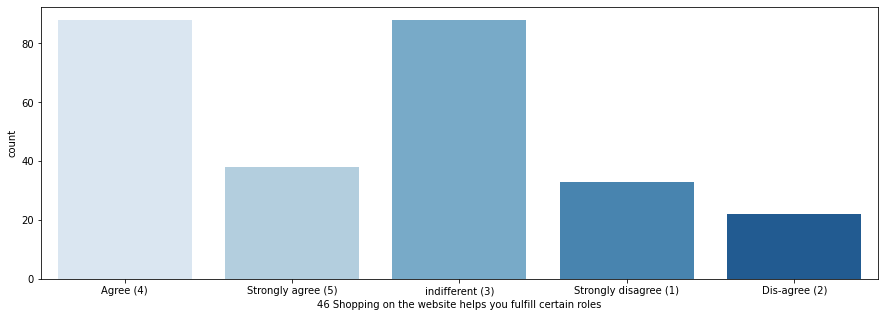 80
60
40
20
0
count
Agree (4)
Strongly agree (5)
indifferent (3)
Strongly disagree (1)
Dis-agree (2)
46 Shopping on the website helps you fulfill certain roles